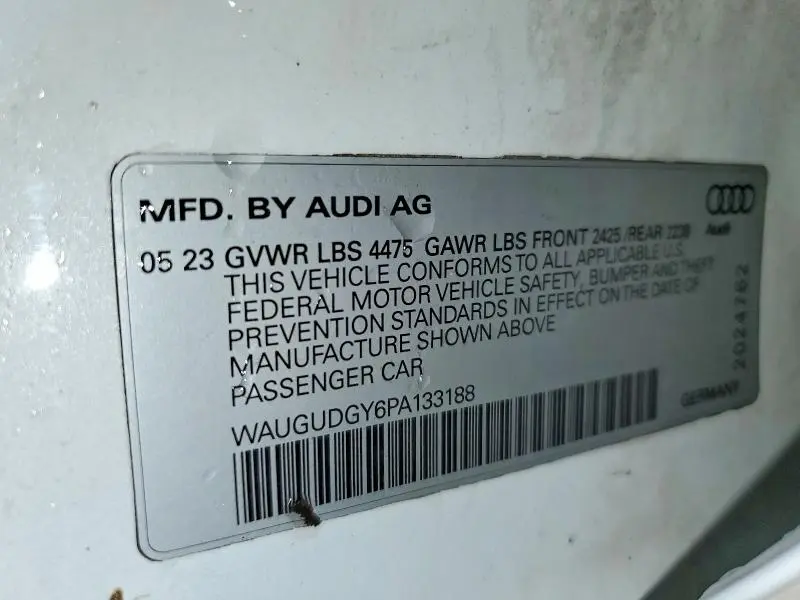 MFD. BY AUDI AG
Audi
05 23 GVWR LBS 4475 GAWR LBS FRONT 2425 /REAR
THIS VEHICLE CONFORMS TO ALL APPLICABLE U.S.
FEDERAL MOTOR VEHICLE SAFETY, BUMPER AND THEFT
PREVENTION STANDARDS IN EFFECT ON THE DATE OF
MANUFACTURE SHOWN ABOVE
PASSENGER CAR
WAUGUDGY6PA133188
GERMANY
2024762